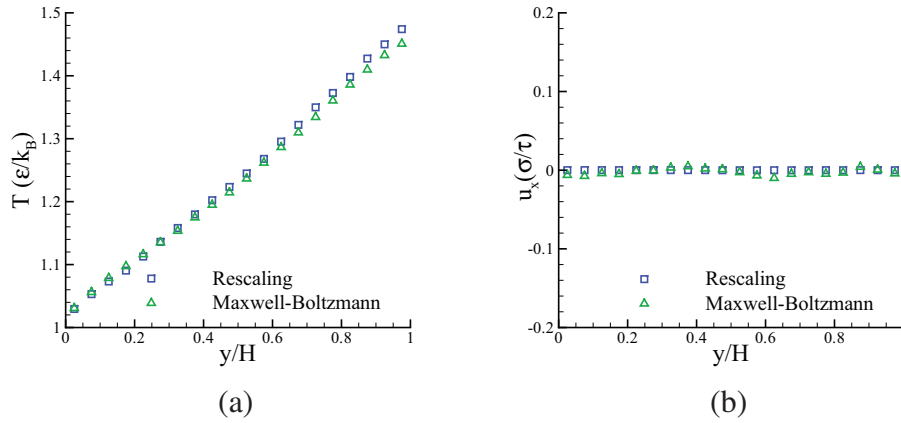 1.5
1.4
1.3
1.2
1.1
1
T (ε/k_B)
0
0.2
0.4
0.6
0.8
1
y/H
Rescaling
Maxwell-Boltzmann
(a)
0.2
0.1
0
-0.1
-0.2
u_x(σ/τ)
0
0.2
0.4
0.6
0.8
y/H
Rescaling
Maxwell-Boltzmann
(b)